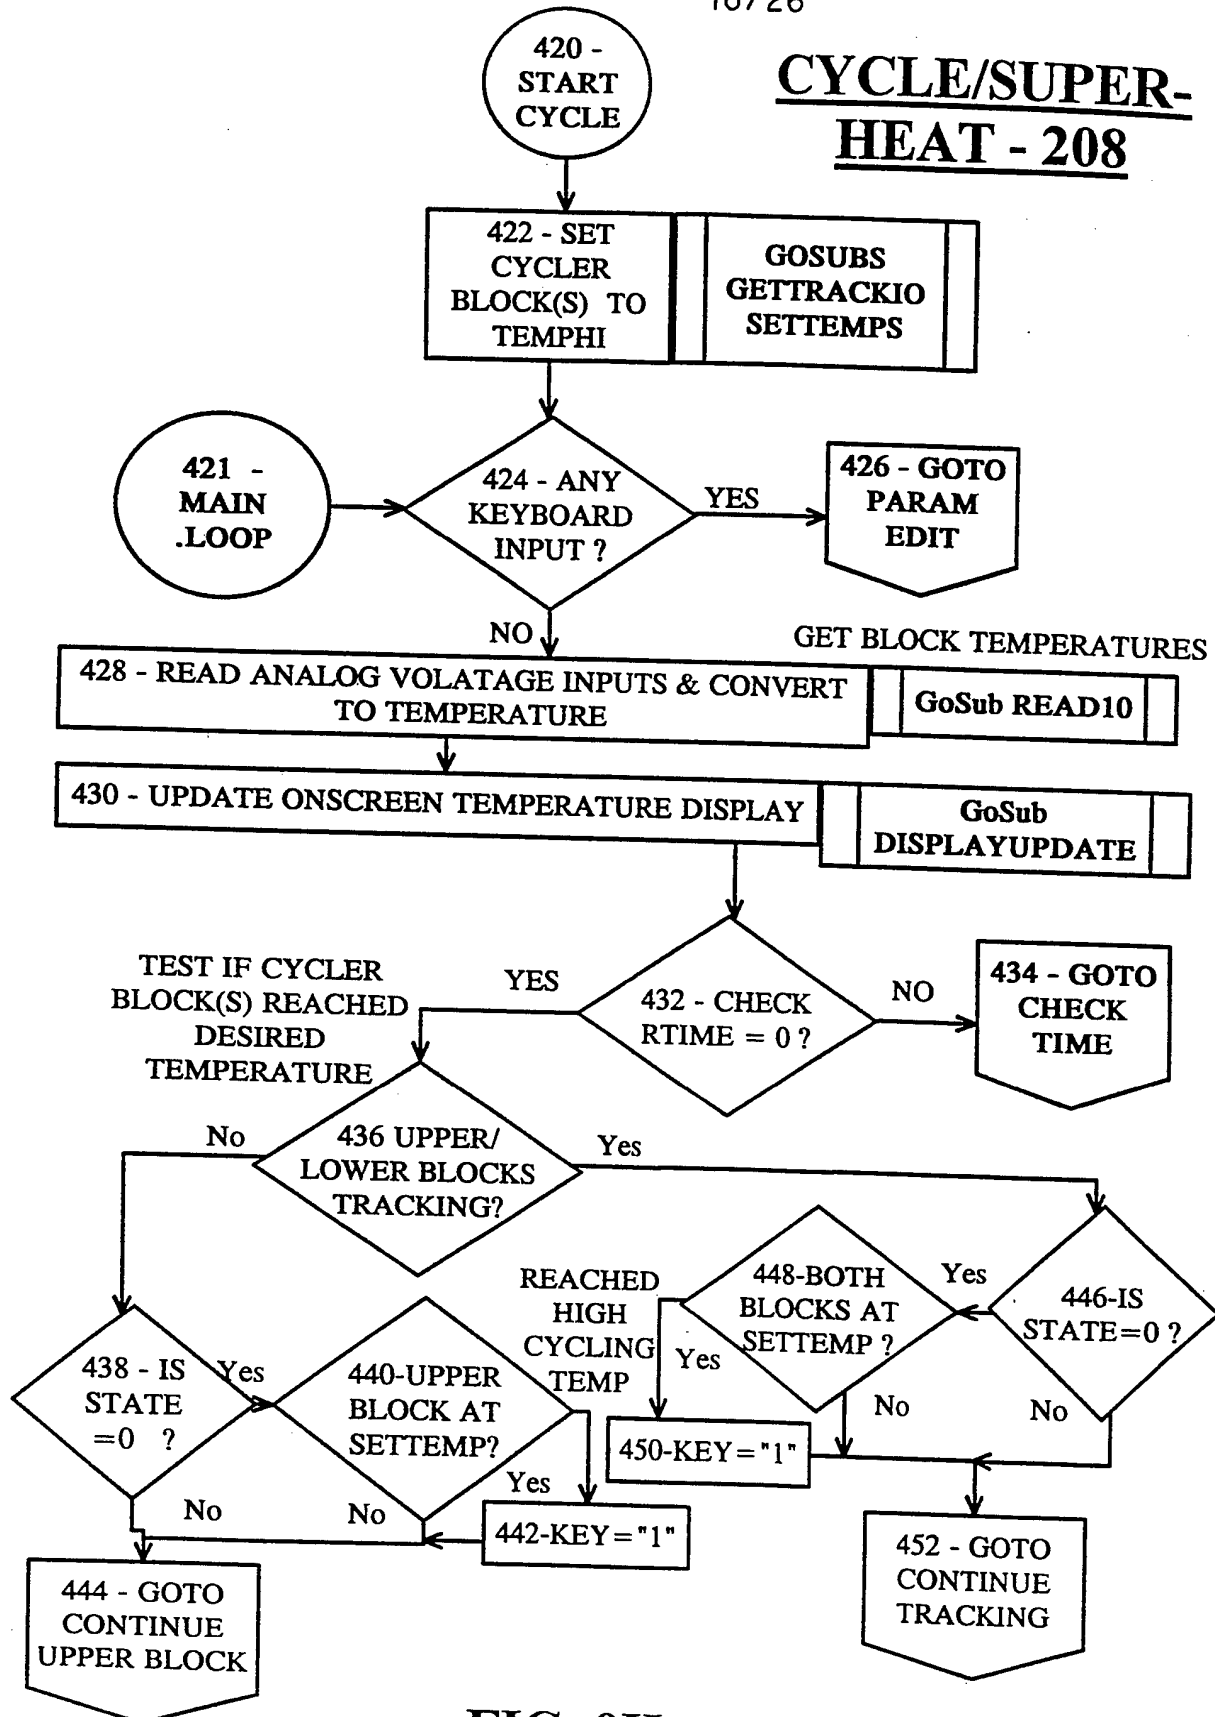 420 -
START
CYCLE
CYCLE/SUPER-
HEAT - 208
422 - SET
CYCLER
BLOCK(S) TO
TEMPHI
GOSUBS
GETTRACKIO
SETTEMPS
421 -
MAIN
.LOOP
424 - ANY
KEYBOARD
INPUT ?
YES
426 - GOTO
PARAM
EDIT
NO
GET BLOCK TEMPERATURES
428 - READ ANALOG VOLATAGE INPUTS & CONVERT
TO TEMPERATURE
GoSub READ10
430 - UPDATE ONSCREEN TEMPERATURE DISPLAY
GoSub
DISPLAYUPDATE
TEST IF CYCLER
BLOCK(S) REACHED
DESIRED
TEMPERATURE
YES
432 - CHECK
RTIME = 0 ?
NO
434 - GOTO
CHECK
TIME
No
436 UPPER/
LOWER BLOCKS
TRACKING?
Yes
REACHED
HIGH
CYCLING
TEMP
448-BOTH
BLOCKS AT
SETTEMP ?
Yes
446-IS
STATE=0 ?
438 - IS
STATE
=0 ?
Yes
440-UPPER
BLOCK AT
SETTEMP?
Yes
No
No
450-KEY="1"
Yes
No
No
442-KEY="1"
444 - GOTO
CONTINUE
UPPER BLOCK
452 - GOTO
CONTINUE
TRACKING